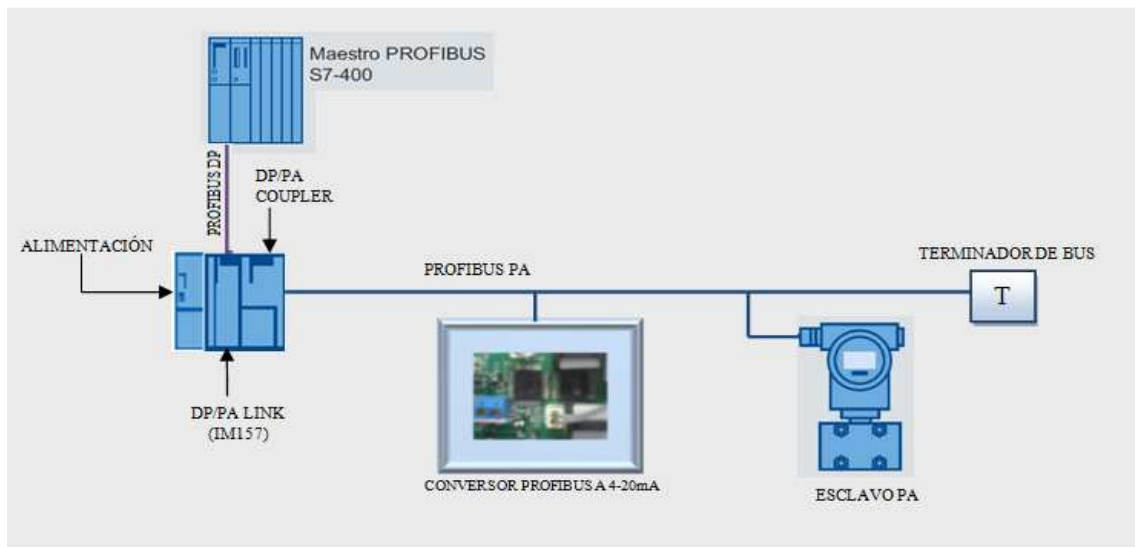 Maestro PROFIBUS
S7-400
PROFIBUS DP
DP/PA
COUPLER
ALIMENTACIÓN
PROFIBUS PA
TERMINADOR DE BUS
T
DP/PA LINK
(IM157)
CONVERSOR PROFIBUS A 4-20mA
ESCLAVO PA